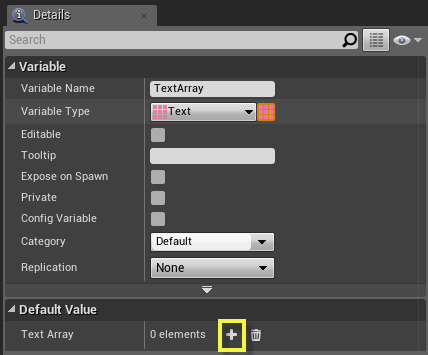 Details
Search
Variable
Variable Name TextArray
Variable Type Text
Editable
Tooltip
Expose on Spawn
Private
Config Variable
Category Default
Replication None
Default Value
Text Array 0 elements